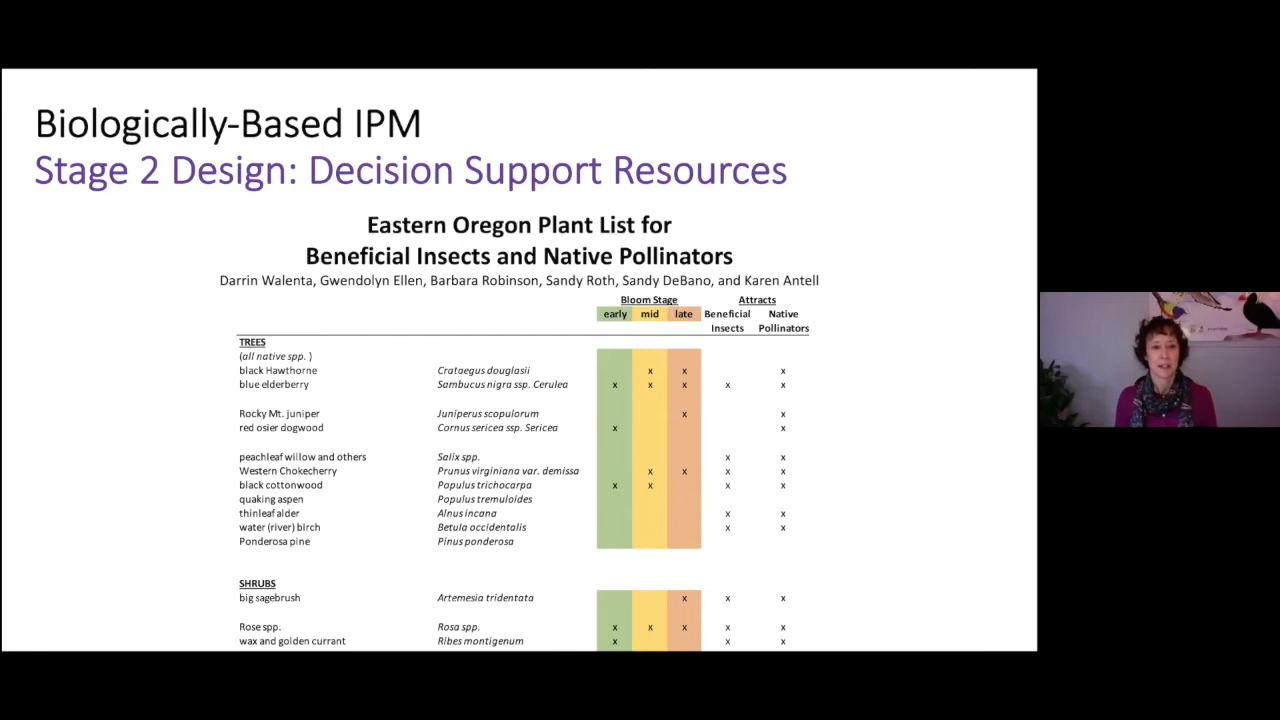 Biologically-Based IPM
Stage 2 Design: Decision Support Resources
Eastern Oregon Plant List for
Beneficial Insects and Native Pollinators
Darrin Walenta, Gwendolyn Ellen, Barbara Robinson, Sandy Roth, Sandy DeBano, and Karen Antell
Bloom Stage Attracts
early mid late Beneficial Native
Insects Pollinators
TREES
(all native spp. )
black Hawthorne Crataegus douglasii x x x
blue elderberry Sambucus nigra ssp. Cerulea x x x x x
Rocky Mt. juniper Juniperus scopulorum x x
red osier dogwood Cornus sericea ssp. Sericea x x
peachleaf willow and others Salix spp. x x
Western Chokecherry Prunus virginiana var. demissa x x x x
black cottonwood Populus trichocarpa x x x x
quaking aspen Populus tremuloides
thinleaf alder Alnus incana x x
water (river) birch Betula occidentalis x x
Ponderosa pine Pinus ponderosa
SHRUBS
big sagebrush Artemesia tridentata x x x
Rose spp. Rosa spp. x x x x x
wax and golden currant Ribes montigenum x x x